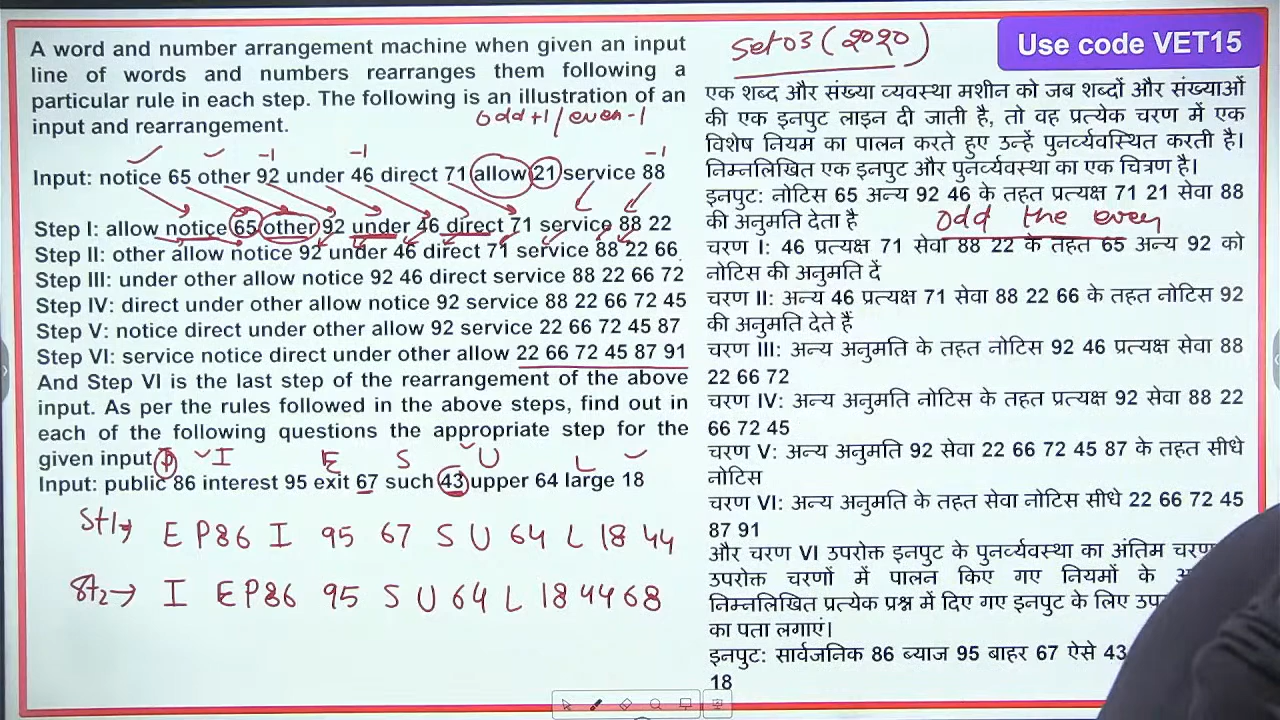 A word and number arrangement machine when given an input
line of words and numbers rearranges them following a
particular rule in each step. The following is an illustration of an
input and rearrangement.
odd+1/even-1
-1 -1 -1
Input: notice 65 other 92 under 46 direct 71 allow 21 service 88
Step I: allow notice 65 other 92 under 46 direct 71 service 88 22
Step II: other allow notice 92 under 46 direct 71 service 88 22 66
Step III: under other allow notice 92 46 direct service 88 22 66 72
Step IV: direct under other allow notice 92 service 88 22 66 72 45
Step V: notice direct under other allow 92 service 22 66 72 45 87
Step VI: service notice direct under other allow 22 66 72 45 87 91
And Step VI is the last step of the rearrangement of the above
input. As per the rules followed in the above steps, find out in
each of the following questions the appropriate step for the
given input.
P I E S U L
Input: public 86 interest 95 exit 67 such 43 upper 64 large 18
St1→ E P86 I 95 67 S U 64 L 18 44
St2→ I E P86 95 S U 64 L 18 44 68
Set 03 (2020)
Use code VET15
एक शब्द और संख्या व्यवस्था मशीन को जब शब्दों और संख्याओं
की एक इनपुट लाइन दी जाती है, तो वह प्रत्येक चरण में एक
विशेष नियम का पालन करते हुए उन्हें पुनर्व्यवस्थित करती है।
निम्नलिखित एक इनपुट और पुनर्व्यवस्था का एक चित्रण है।
इनपुट: नोटिस 65 अन्य 92 46 के तहत प्रत्यक्ष 71 21 सेवा 88
की अनुमति देता है
odd the even
चरण I: 46 प्रत्यक्ष 71 सेवा 88 22 के तहत 65 अन्य 92 को
नोटिस की अनुमति दें
चरण II: अन्य 46 प्रत्यक्ष 71 सेवा 88 22 66 के तहत नोटिस 92
की अनुमति देते हैं
चरण III: अन्य अनुमति के तहत नोटिस 92 46 प्रत्यक्ष सेवा 88
22 66 72
चरण IV: अन्य अनुमति नोटिस के तहत प्रत्यक्ष 92 सेवा 88 22
66 72 45
चरण V: अन्य अनुमति 92 सेवा 22 66 72 45 87 के तहत सीधे
नोटिस
चरण VI: अन्य अनुमति के तहत सेवा नोटिस सीधे 22 66 72 45
87 91
और चरण VI उपरोक्त इनपुट के पुनर्व्यवस्था का अंतिम
उपरोक्त चरणों में पालन किए गए नियमों के
निम्नलिखित प्रत्येक प्रश्न में दिए गए इनपुट के लिए
का पता लगाएं।
इनपुट: सार्वजनिक 86 ब्याज 95 बाहर 67 ऐसे 43
18